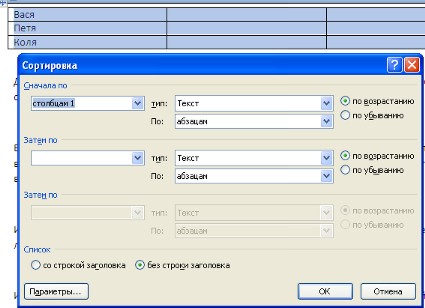 Вася
Петя
Коля
Сортировка
Сначала по
столбцам 1 тип: Текст по возрастанию
По: абзацам по убыванию
Затем по
тип: Текст по возрастанию
По: абзацам по убыванию
Затем по
тип: Текст по возрастанию
По: абзацам по убыванию
Список
со строкой заголовка без строки заголовка
Параметры... ОК Отмена